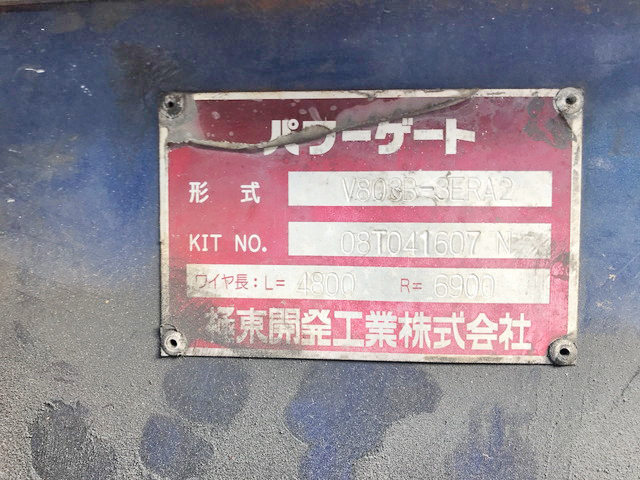 パワーゲート
形式 V803B-3ERA2
KIT NO. 08T041607 N
ワイヤ長：L= 4800 R= 6900
極東開発工業株式会社